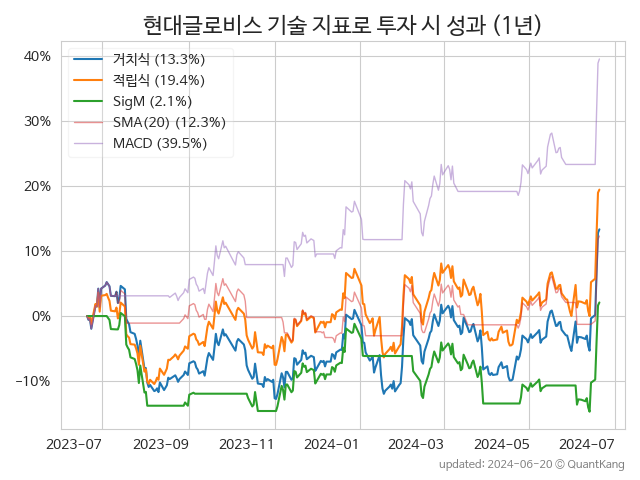 현대글로비스 기술 지표로 투자 시 성과 (1년)
40%
30%
20%
10%
0%
−10%
거치식 (13.3%)
적립식 (19.4%)
SigM (2.1%)
SMA(20) (12.3%)
MACD (39.5%)
2023-07 2023-09 2023-11 2024-01 2024-03 2024-05 2024-07
updated: 2024-06-20 © QuantKang